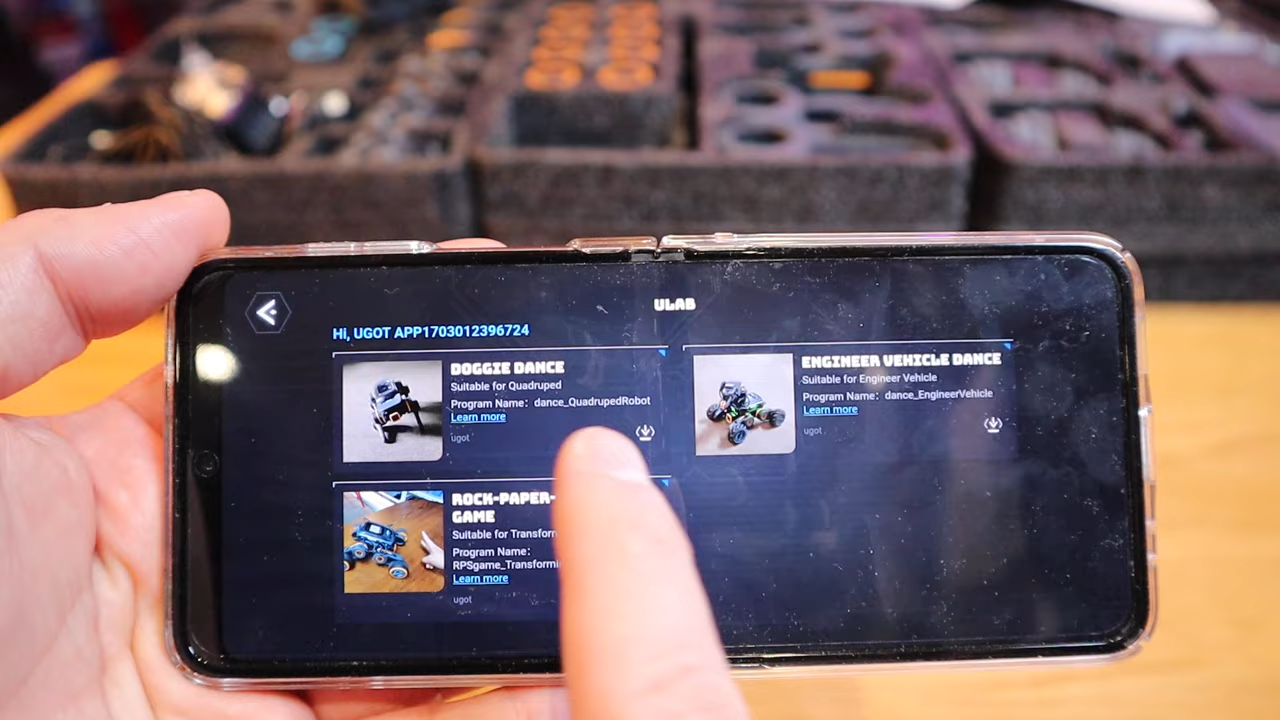 ULAB
Hi, UGOT APP1703012396724
DOGGIE DANCE
Suitable for Quadruped
Program Name: dance_QuadrupedRobot
Learn more
ugot
ENGINEER VEHICLE DANCE
Suitable for Engineer Vehicle
Program Name: dance_EngineerVehicle
Learn more
ugot
ROCK-PAPER-
GAME
Suitable for Transfor
Program Name:
RPSgame_Transformi
Learn more
ugot